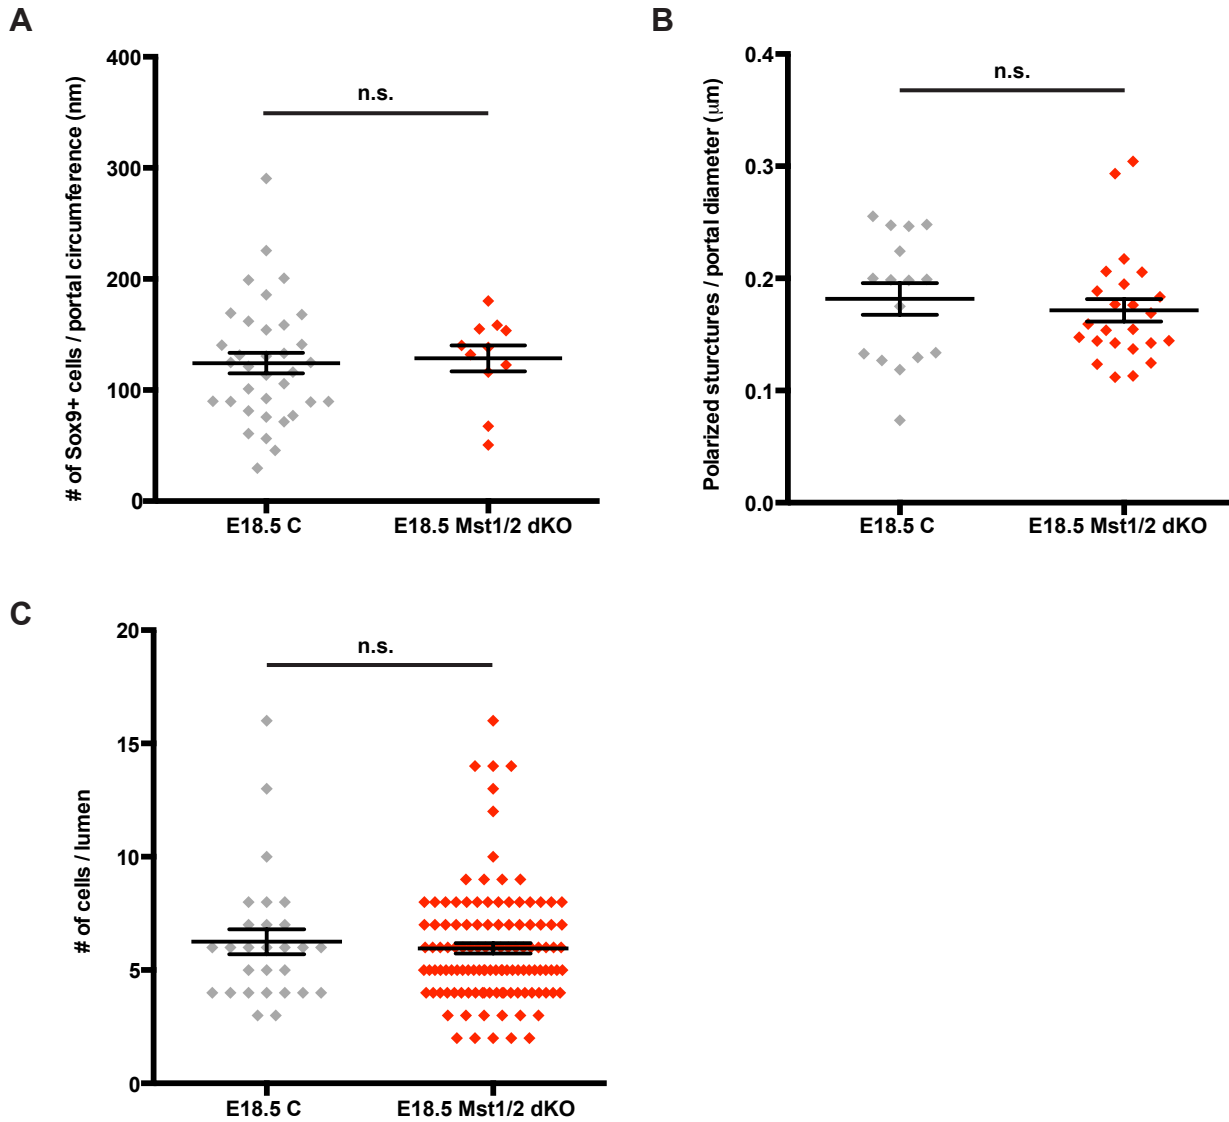 A
# of Sox9+ cells / portal circumference (nm)
400
300
200
100
0
n.s.
E18.5 C
E18.5 Mst1/2 dKO
B
Polarized sturctures / portal diameter (μm)
0.4
0.3
0.2
0.1
0.0
n.s.
E18.5 C
E18.5 Mst1/2 dKO
C
# of cells / lumen
20
15
10
5
0
n.s.
E18.5 C
E18.5 Mst1/2 dKO